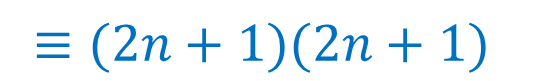 ≡ (2n + 1)(2n + 1)